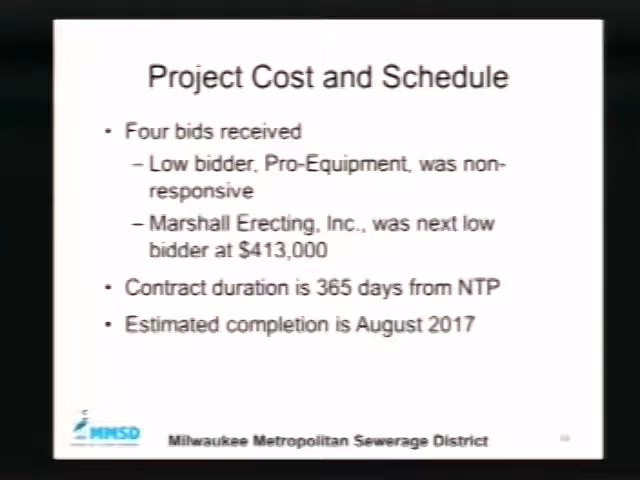 Project Cost and Schedule
• Four bids received
– Low bidder, Pro-Equipment, was non-
responsive
– Marshall Erecting, Inc., was next low
bidder at $413,000
• Contract duration is 365 days from NTP
• Estimated completion is August 2017
MMSD
Milwaukee Metropolitan Sewerage District